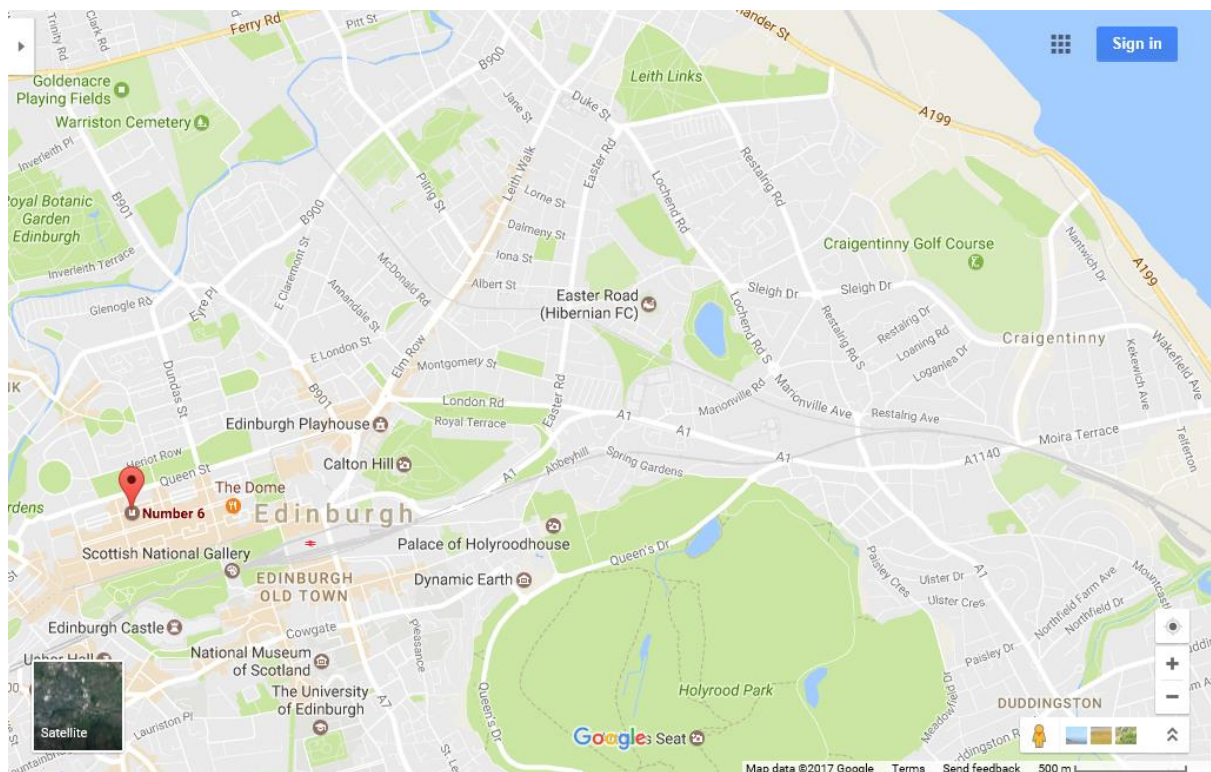 Ferry Rd
Pitt St
B900
Trinity Rd
Clark Rd
Sign in
Leith Links
Goldenacre
Playing Fields
Warriston Cemetery
Jane St
Duke St
A199
Inverleith Pl
B901
Leith Walk
Easter Rd
Pilrig St
Restalrig Rd
Lochend Rd
Royal Botanic
Garden
Edinburgh
B900
Lorne St
Dalmeny St
Iona St
Albert St
Craigentinny Golf Course
Nantwich Dr
A199
Inverleith Terrace
McDonald Rd
E Claremont St
Annandale St
Glenogle Rd
Eyre Pl
Easter Road
(Hibernian FC)
Sleigh Dr
Sleigh Dr
Lochend Rd S
Restalrig Rd S
Restalrig Dr
Loaning Rd
Loganlea Dr
Craigentinny
Wakefield Ave
Kekewich Ave
E London St
Elm Row
Montgomery St
Dundas St
B901
London Rd
Easter Rd
Marionville Rd
Marionville Ave
Restalrig Ave
Edinburgh Playhouse
Royal Terrace
A1
A1
Moira Terrace
Telferton
Heriot Row
Queen St
Calton Hill
A1
Abbeyhill
Spring Gardens
A1
A1140
The Dome
Number 6
Edinburgh
Scottish National Gallery
Palace of Holyroodhouse
Queen's Dr
EDINBURGH
OLD TOWN
Dynamic Earth
Paisley Cres
Ulster Dr
Ulster Cres
A1
Northfield Farm Ave
Northfield Dr
Edinburgh Castle
Cowgate
Pleasance
National Museum
of Scotland
Paisley Dr
Queen's Dr
Holyrood Park
The University
of Edinburgh
A7
DUDDINGSTON
Lauriston Pl
Satellite
Google
Seat
Map data ©2017 Google
Terms
Send feedback
500 m